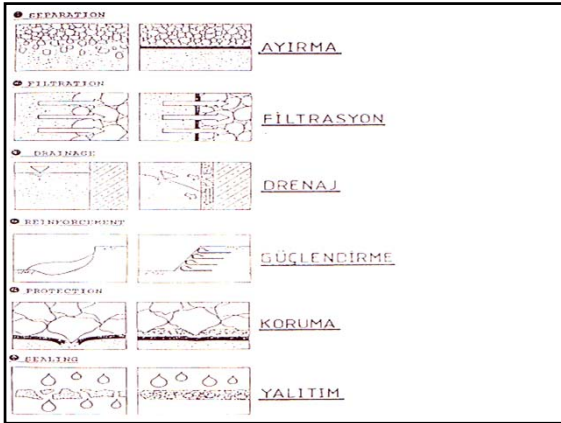 SEPARATION
AYIRMA
FILTRATION
FİLTRASYON
DRAINAGE
DRENAJ
REINFORCEMENT
GÜÇLENDİRME
PROTECTION
KORUMA
SEALING
YALITIM